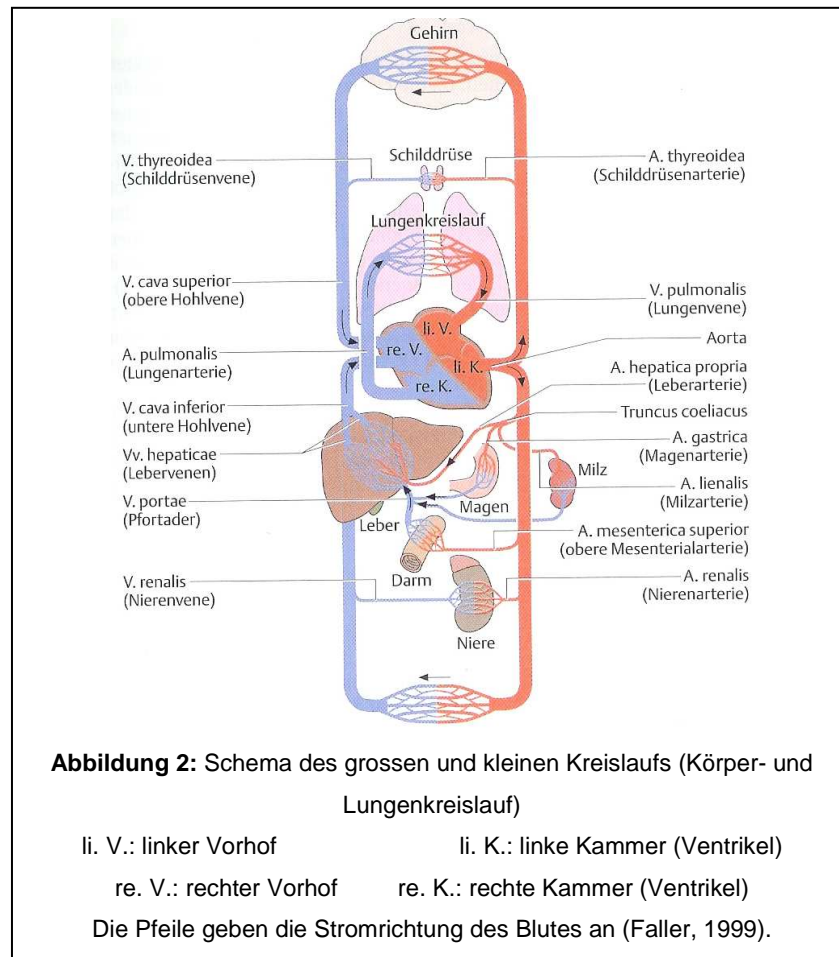 Gehirn
V. thyreoidea
(Schilddrüsenvene)
Schilddrüse
A. thyreoidea
(Schilddrüsenarterie)
Lungenkreislauf
V. cava superior
(obere Hohlvene)
V. pulmonalis
(Lungenvene)
li. V.
re. V.
li. K.
re. K.
A. pulmonalis
(Lungenarterie)
Aorta
A. hepatica propria
(Leberarterie)
V. cava inferior
(untere Hohlvene)
Truncus coeliacus
Vv. hepaticae
(Lebervenen)
A. gastrica
(Magenarterie)
Milz
A. lienalis
(Milzarterie)
V. portae
(Pfortader)
Leber
Magen
A. mesenterica superior
(obere Mesenterialarterie)
Darm
V. renalis
(Nierenvene)
A. renalis
(Nierenarterie)
Niere
Abbildung 2: Schema des grossen und kleinen Kreislaufs (Körper- und
Lungenkreislauf)
li. V.: linker Vorhof li. K.: linke Kammer (Ventrikel)
re. V.: rechter Vorhof re. K.: rechte Kammer (Ventrikel)
Die Pfeile geben die Stromrichtung des Blutes an (Faller, 1999).